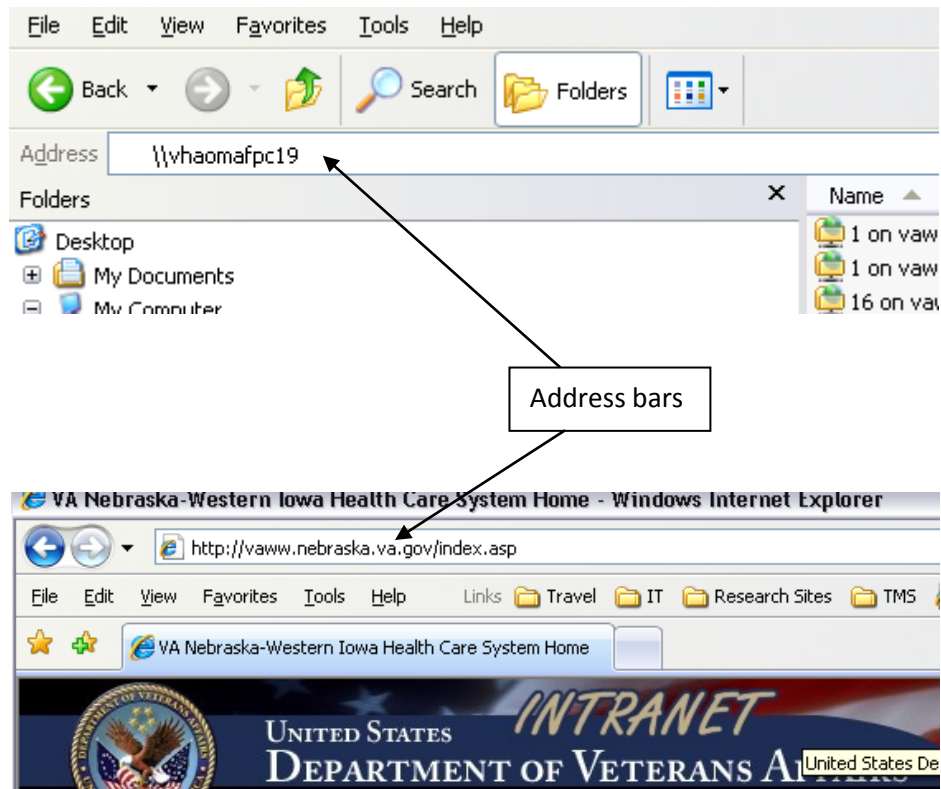 File Edit View Favorites Tools Help
Back Search Folders
Address \\vhaomafpc19
Folders X Name
Desktop 1 on vaw
My Documents 1 on vaw
My Computer 16 on vaw
Address bars
VA Nebraska-Western Iowa Health Care System Home - Windows Internet Explorer
http://vaww.nebraska.va.gov/index.asp
File Edit View Favorites Tools Help Links Travel IT Research Sites TMS
VA Nebraska-Western Iowa Health Care System Home
INTRANET
UNITED STATES
DEPARTMENT OF VETERANS AFFAIRS United States De